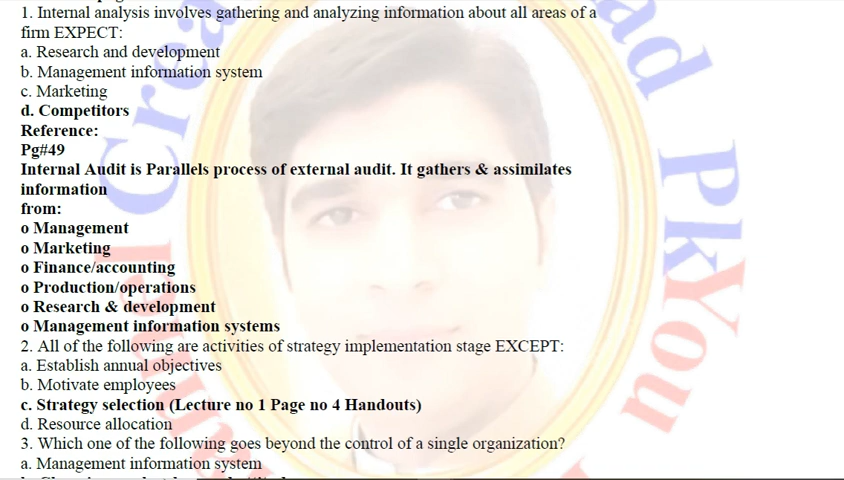 1. Internal analysis involves gathering and analyzing information about all areas of a
firm EXPECT:
a. Research and development
b. Management information system
c. Marketing
d. Competitors
Reference:
Pg#49
Internal Audit is Parallels process of external audit. It gathers & assimilates
information
from:
o Management
o Marketing
o Finance/accounting
o Production/operations
o Research & development
o Management information systems
2. All of the following are activities of strategy implementation stage EXCEPT:
a. Establish annual objectives
b. Motivate employees
c. Strategy selection (Lecture no 1 Page no 4 Handouts)
d. Resource allocation
3. Which one of the following goes beyond the control of a single organization?
a. Management information system